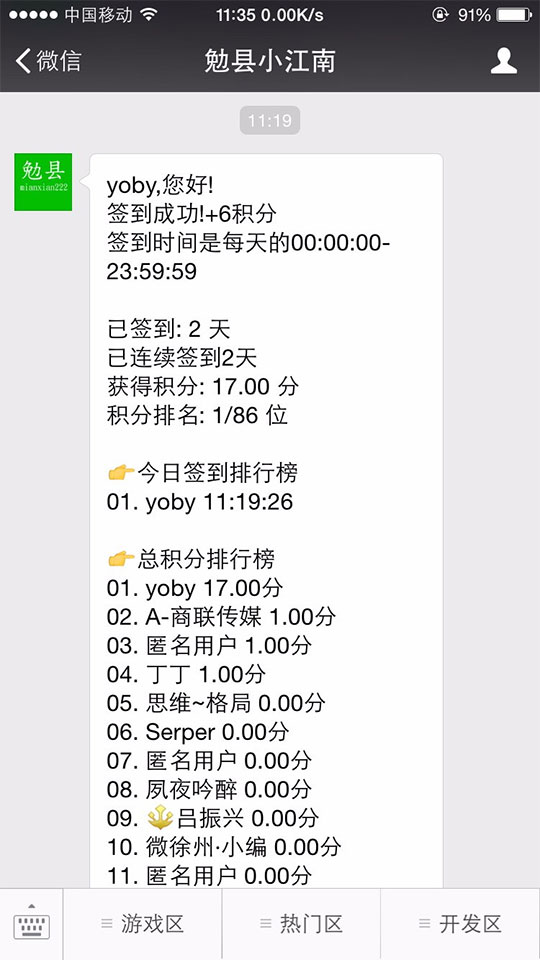 中国移动 11:35 0.00K/s 91%
微信 勉县小江南
11:19
勉县
mianxian222
yoby,您好!
签到成功!+6积分
签到时间是每天的00:00:00-
23:59:59
已签到: 2 天
已连续签到2天
获得积分: 17.00 分
积分排名: 1/86 位
👉今日签到排行榜
01. yoby 11:19:26
👉总积分排行榜
01. yoby 17.00分
02. A-商联传媒 1.00分
03. 匿名用户 1.00分
04. 丁丁 1.00分
05. 思维~格局 0.00分
06. Serper 0.00分
07. 匿名用户 0.00分
08. 夙夜吟醉 0.00分
09. 🔱吕振兴 0.00分
10. 微徐州·小编 0.00分
11. 匿名用户 0.00分
游戏区 热门区 开发区